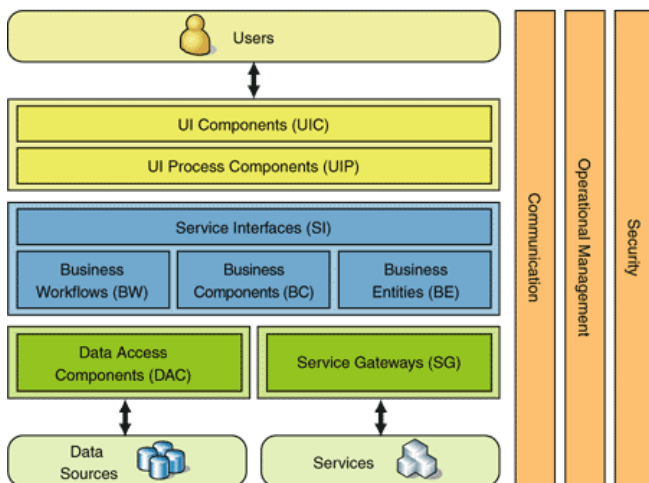 Users
UI Components (UIC)
UI Process Components (UIP)
Service Interfaces (SI)
Business
Workflows (BW)
Business
Components (BC)
Business
Entities (BE)
Data Access
Components (DAC)
Service Gateways (SG)
Data
Sources
Services
Communication
Operational Management
Security